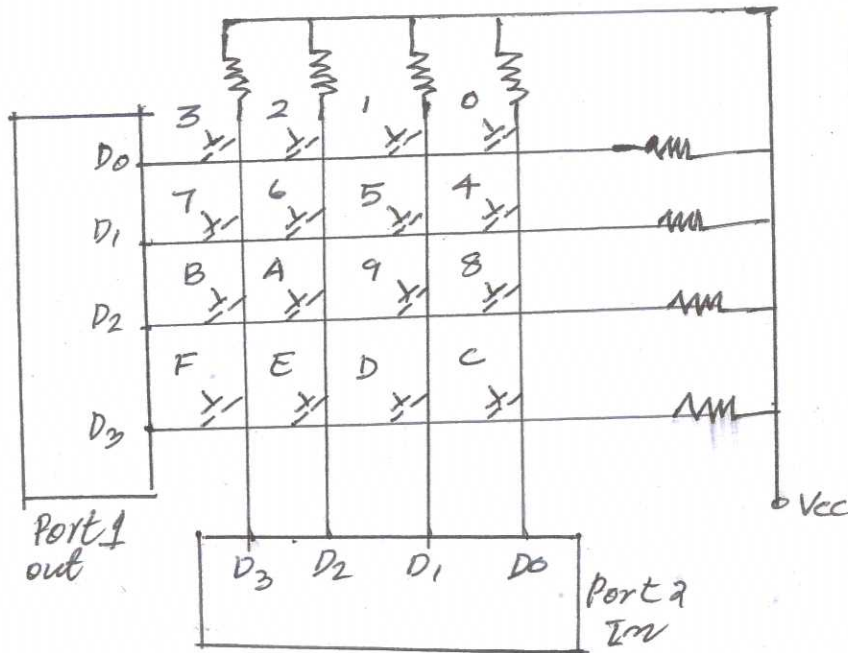 3 2 1 0
D0
7 6 5 4
D1
B A 9 8
D2
F E D C
D3
Vcc
Port 1
out
D3 D2 D1 D0
Port 2
In